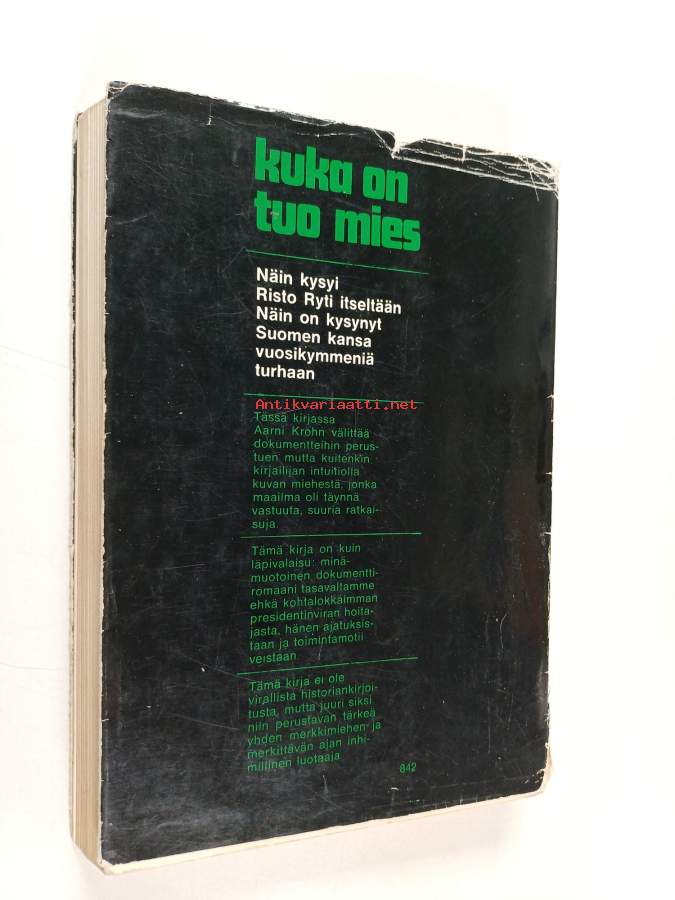 kuka on
tuo mies
Näin kysyi
Risto Ryti itseltään
Näin on kysynyt
Suomen kansa
vuosikymmeniä
turhaan
Antikvariaatti.net
Tässä kirjassa
Aarni Krohn välittää
dokumentteihin perus-
tuen mutta kuitenkin
kirjailijan intuitiolla
kuvan miehestä, jonka
maailma oli täynnä
vastuuta, suuria ratkai-
suja.
Tämä kirja on kuin
läpivalaisu: minä-
muotoinen dokumentti-
romaani tasavaltamme
ehkä kohtalokkaimman
presidentinviran hoita-
jasta, hänen ajatuksis-
taan ja toimintamotii
veistaan
Tämä kirja ei ole
virallista historiankirjoi-
tusta, mutta juuri siksi
niin perustavan tärkeä
yhden merkkimiehen ja
merkittävän ajan inhi-
millinen luotaaja
842